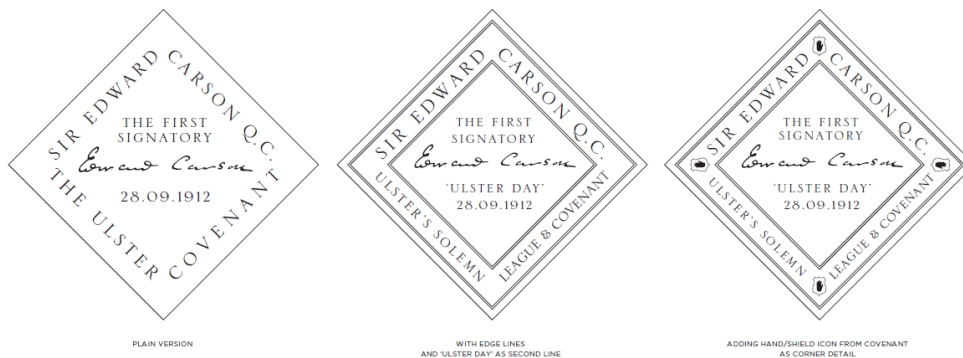 SIR EDWARD
CARSON Q.C.
THE FIRST
SIGNATORY
Edward Carson
28.09.1912
THE ULSTER
COVENANT
PLAIN VERSION
SIR EDWARD
CARSON Q.C.
THE FIRST
SIGNATORY
Edward Carson
'ULSTER DAY'
28.09.1912
ULSTER'S SOLEMN
LEAGUE & COVENANT
WITH EDGE LINES
AND 'ULSTER DAY' AS SECOND LINE
SIR EDWARD
CARSON Q.C.
THE FIRST
SIGNATORY
Edward Carson
'ULSTER DAY'
28.09.1912
ULSTER'S SOLEMN
LEAGUE & COVENANT
ADDING HAND/SHIELD ICON FROM COVENANT
AS CORNER DETAIL